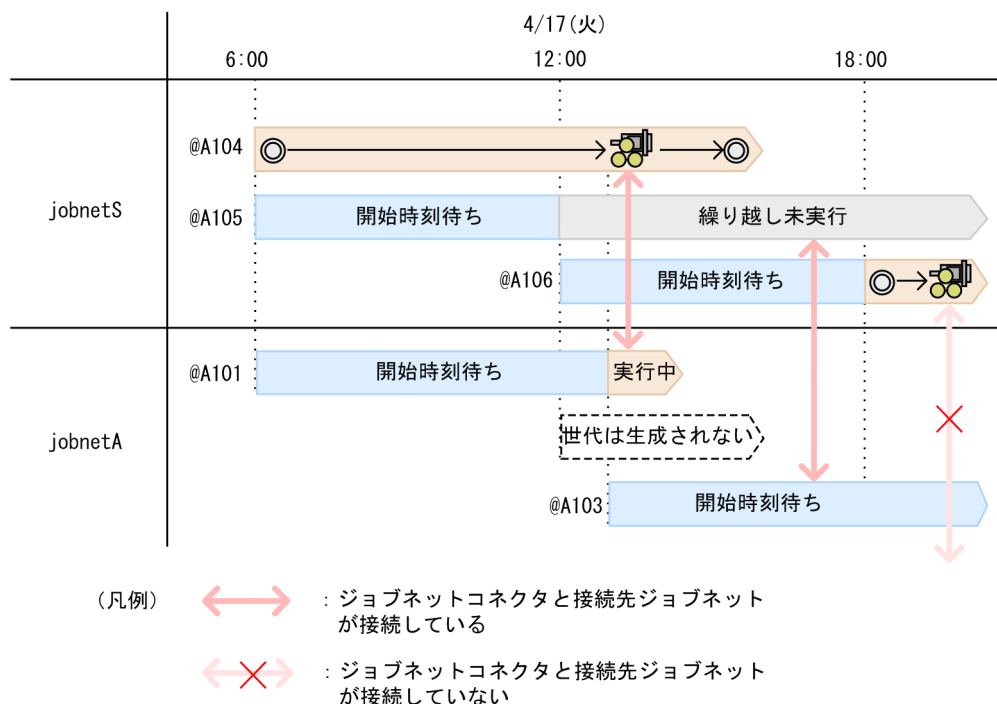 4/17(火)
6:00 12:00 18:00
@A104
jobnetS
@A105 開始時刻待ち 繰り越し未実行
@A106 開始時刻待ち
@A101 開始時刻待ち 実行中
jobnetA
世代は生成されない
@A103 開始時刻待ち
(凡例)
：ジョブネットコネクタと接続先ジョブネット
が接続している
：ジョブネットコネクタと接続先ジョブネット
が接続していない